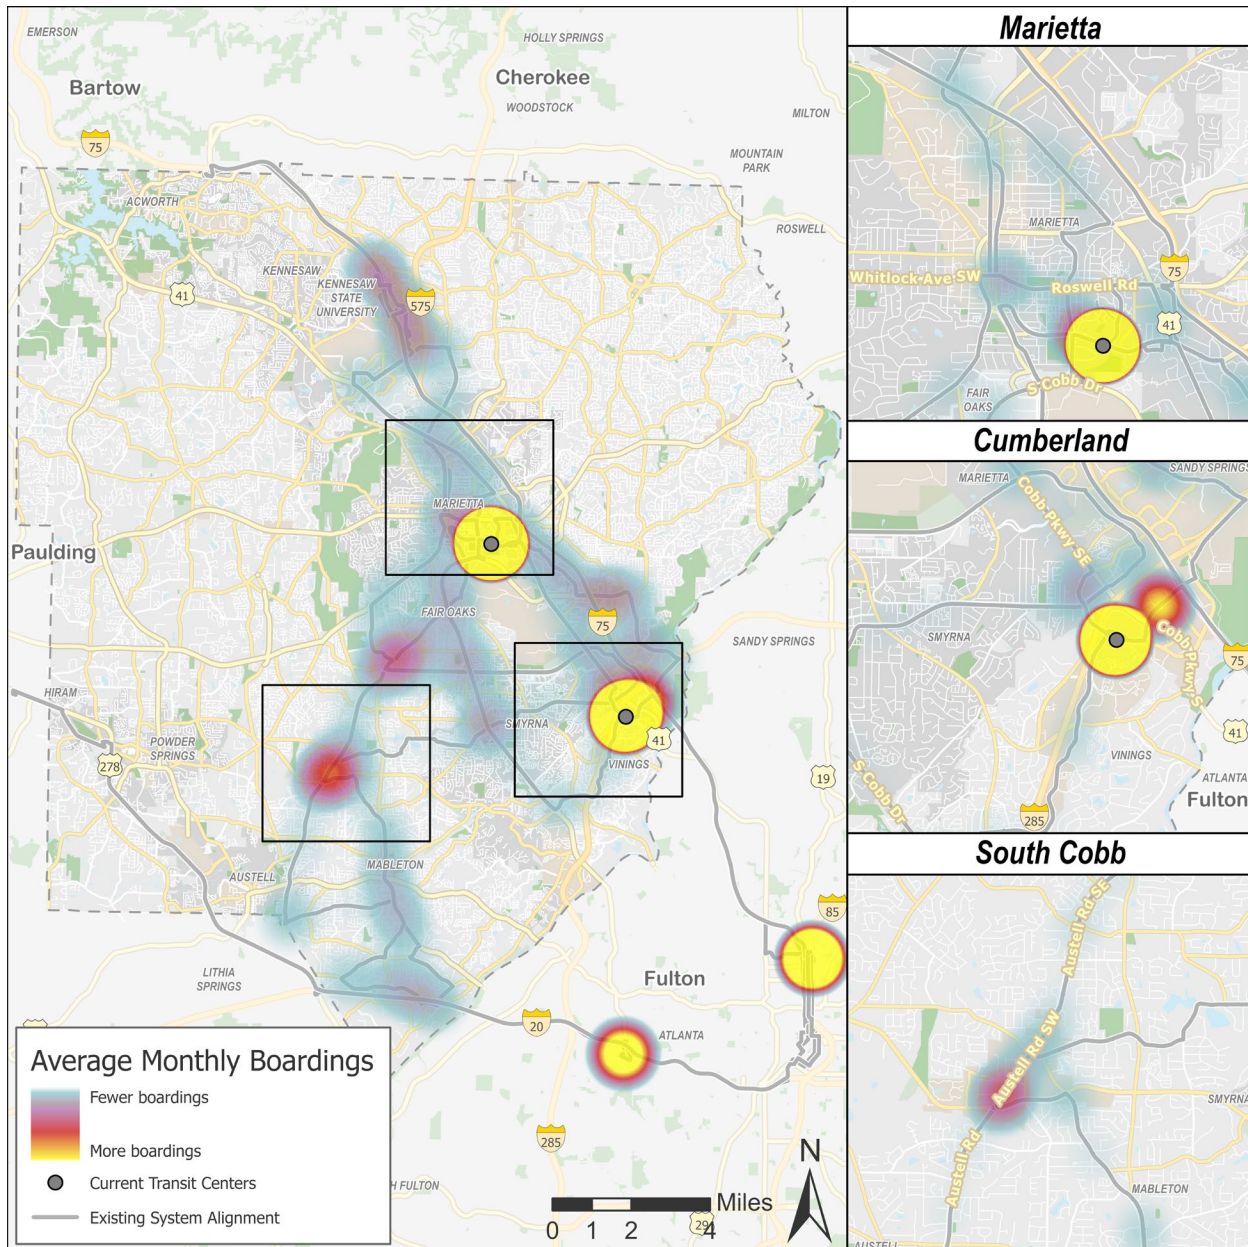 EMERSON
HOLLY SPRINGS
Bartow
Cherokee
WOODSTOCK
MILTON
75
MOUNTAIN
PARK
ACWORTH
ROSWELL
KENNESAW
KENNESAW
STATE
UNIVERSITY
41
575
MARIETTA
Paulding
FAIR OAKS
75
SANDY SPRINGS
HIRAM
SMYRNA
41
POWDER
SPRINGS
278
VININGS
19
MABLETON
AUSTELL
85
LITHIA
SPRINGS
Fulton
20
ATLANTA
285
H FULTON
29
Average Monthly Boardings
Fewer boardings
More boardings
Current Transit Centers
Existing System Alignment
N
Miles
0 1 2 4
Marietta
MARIETTA
Whitlock Ave SW
Roswell Rd
75
41
S Cobb Dr
FAIR
OAKS
Cumberland
MARIETTA
SANDY SPRINGS
Cobb Pkwy SE
SMYRNA
Cobb Pkwy S
75
41
VININGS
ATLANTA
Fulton
S Cobb Dr
285
South Cobb
Austell Rd SE
Austell Rd SW
SMYRNA
Austell Rd
MABLETON
AUSTELL